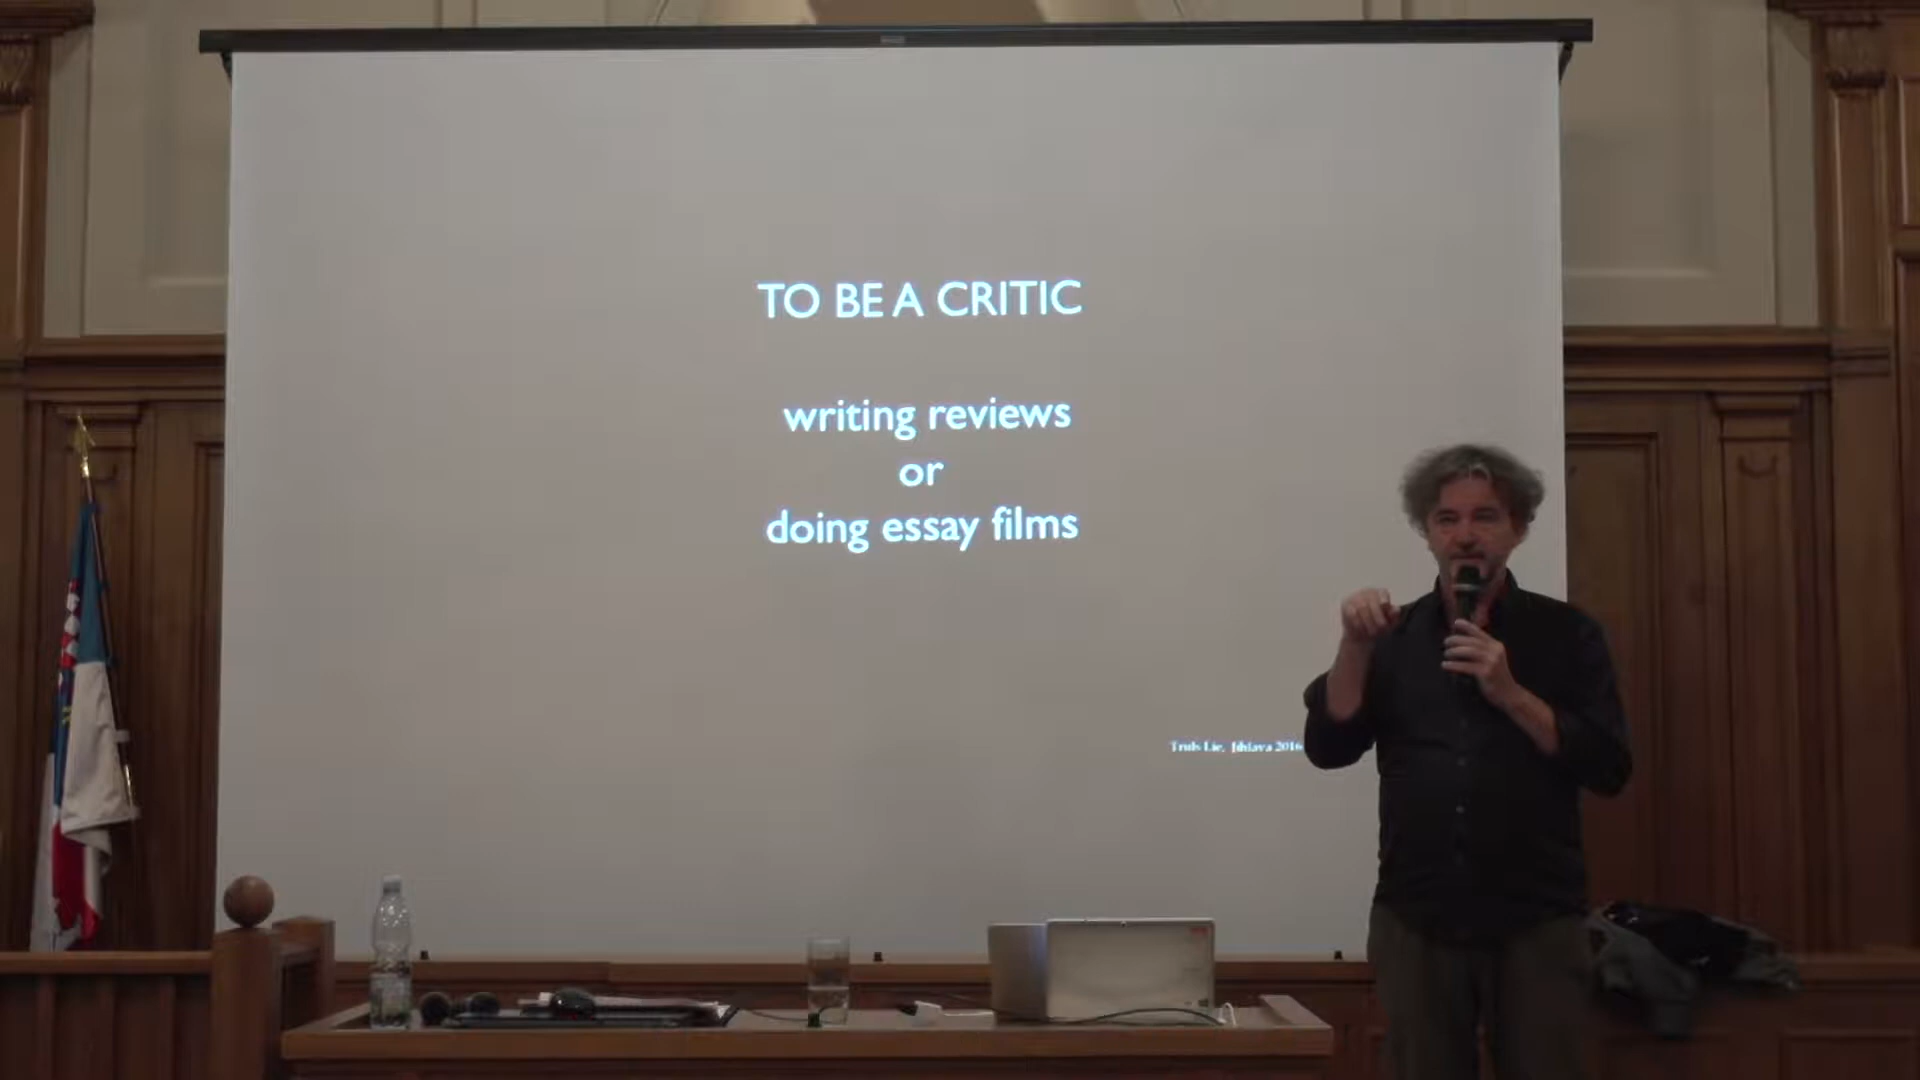 TO BE A CRITIC
writing reviews
or
doing essay films
Truls Lie, Jihlava 2016